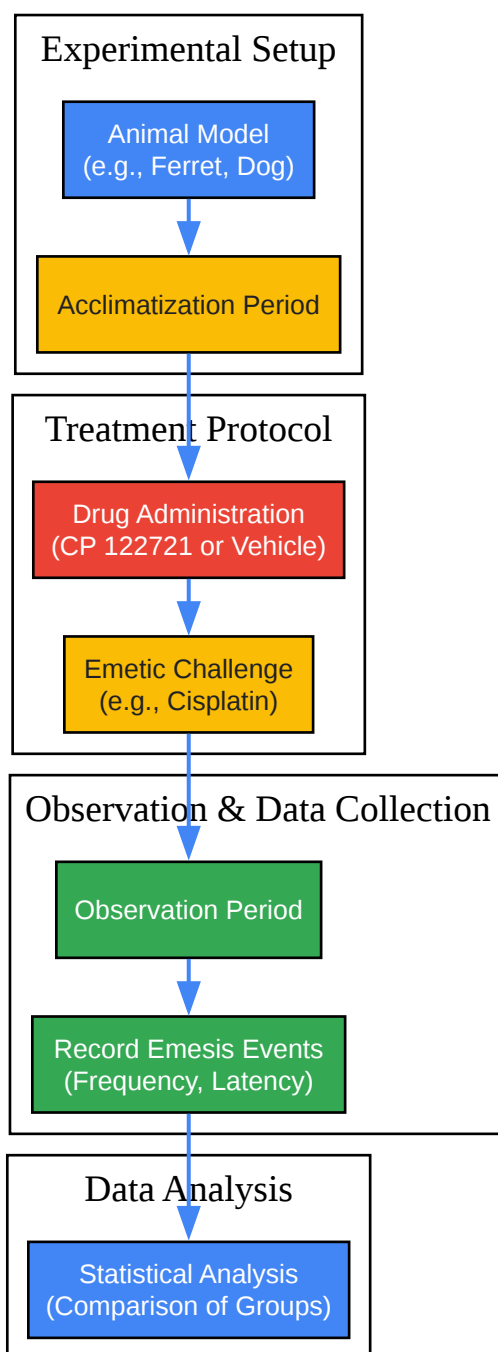 Experimental Setup
Animal Model
(e.g., Ferret, Dog)
Acclimatization Period
Treatment Protocol
Drug Administration
(CP 122721 or Vehicle)
Emetic Challenge
(e.g., Cisplatin)
Observation & Data Collection
Observation Period
Record Emesis Events
(Frequency, Latency)
Data Analysis
Statistical Analysis
(Comparison of Groups)